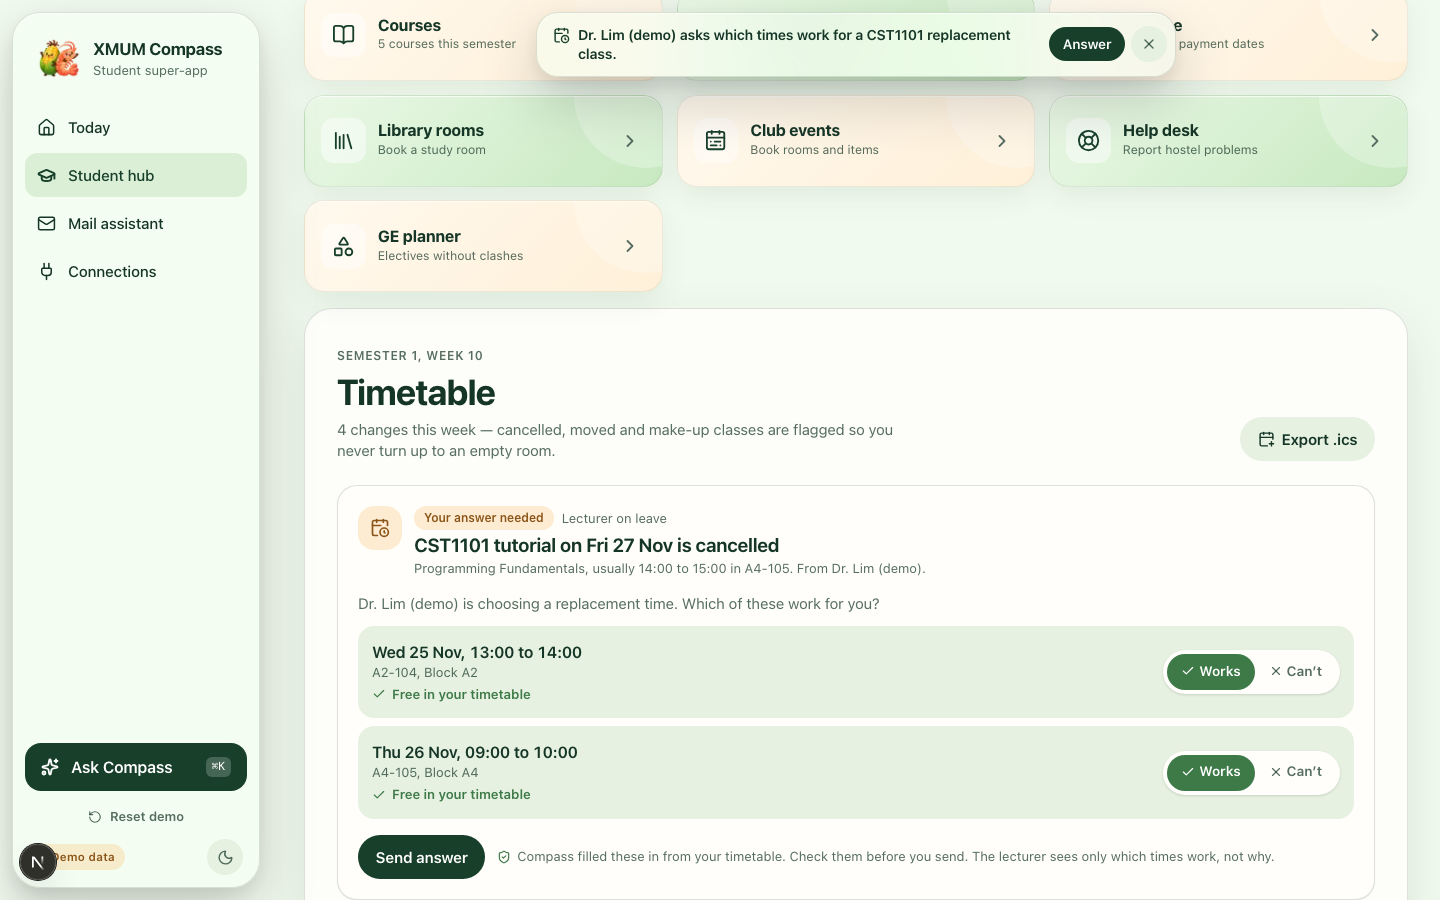 XMUM Compass
Student super-app
Today
Student hub
Mail assistant
Connections
Ask Compass
⌘K
Reset demo
N
Demo data
Courses
5 courses this semester
Dr. Lim (demo) asks which times work for a CST1101 replacement
class.
Answer
payment dates
Library rooms
Book a study room
Club events
Book rooms and items
Help desk
Report hostel problems
GE planner
Electives without clashes
SEMESTER 1, WEEK 10
Timetable
4 changes this week — cancelled, moved and make-up classes are flagged so you
never turn up to an empty room.
Export .ics
Your answer needed
Lecturer on leave
CST1101 tutorial on Fri 27 Nov is cancelled
Programming Fundamentals, usually 14:00 to 15:00 in A4-105. From Dr. Lim (demo).
Dr. Lim (demo) is choosing a replacement time. Which of these work for you?
Wed 25 Nov, 13:00 to 14:00
A2-104, Block A2
Free in your timetable
Works
Can't
Thu 26 Nov, 09:00 to 10:00
A4-105, Block A4
Free in your timetable
Works
Can't
Send answer
Compass filled these in from your timetable. Check them before you send. The lecturer sees only which times work, not why.